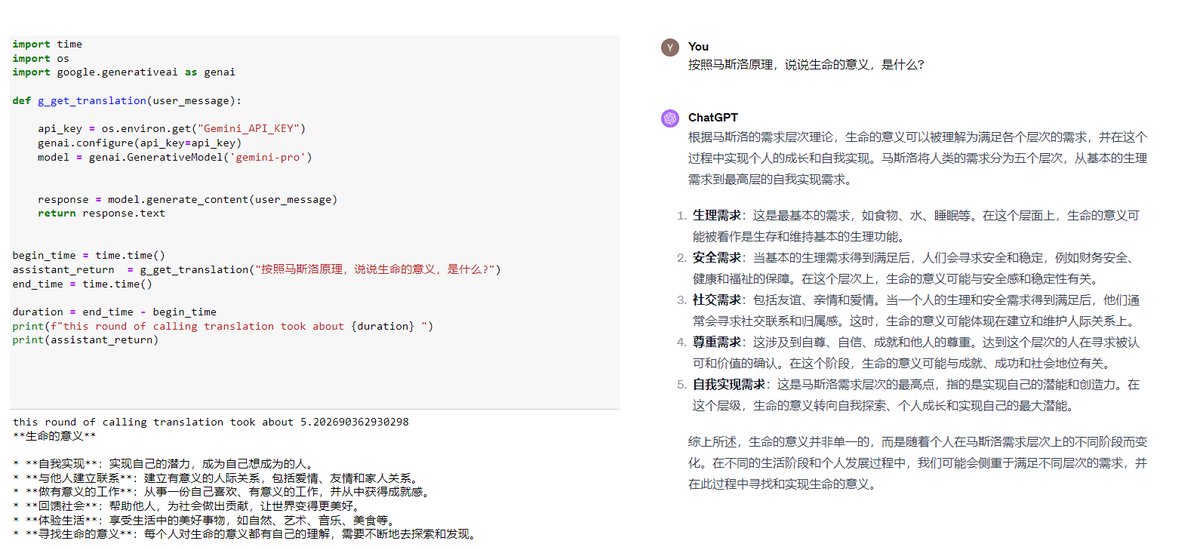 import time
import os
import google.generativeai as genai
def g_get_translation(user_message):
api_key = os.environ.get("Gemini_API_KEY")
genai.configure(api_key=api_key)
model = genai.GenerativeModel('gemini-pro')
response = model.generate_content(user_message)
return response.text
begin_time = time.time()
assistant_return  = g_get_translation("按照马斯洛原理，说说生命的意义，是什么?")
end_time = time.time()
duration = end_time - begin_time
print(f"this round of calling translation took about {duration} ")
print(assistant_return)
this round of calling translation took about 5.202690362930298
**生命的意义**
* **自我实现**: 实现自己的潜力，成为自己想成为的人。
* **与他人建立联系**: 建立有意义的人际关系，包括爱情、友情和家人关系。
* **做有意义的工作**: 从事一份自己喜欢、有意义的工作，并从中获得成就感。
* **回馈社会**: 帮助他人，为社会做出贡献，让世界变得更美好。
* **体验生活**: 享受生活中的美好事物，如自然、艺术、音乐、美食等。
* **寻找生命的意义**: 每个人对生命的意义都有自己的理解，需要不断地去探索和发现。
Y
You
按照马斯洛原理，说说生命的意义，是什么?
ChatGPT
根据马斯洛的需求层次理论，生命的意义可以被理解为满足各个层次的需求，并在这个
过程中实现个人的成长和自我实现。马斯洛将人类的需求分为五个层次，从基本的生理
需求到最高层的自我实现需求。
1. 生理需求：这是最基本的需求，如食物、水、睡眠等。在这个层面上，生命的意义可
能被看作是生存和维持基本的生理功能。
2. 安全需求：当基本的生理需求得到满足后，人们会寻求安全和稳定，例如财务安全、
健康和福祉的保障。在这个层次上，生命的意义可能与安全感和稳定性有关。
3. 社交需求：包括友谊、亲情和爱情。当一个人的生理和安全需求得到满足后，他们通
常会寻求社交联系和归属感。这时，生命的意义可能体现在建立和维护人际关系上。
4. 尊重需求：这涉及到自尊、自信、成就和他人的尊重。达到这个层次的人在寻求被认
可和价值的确认。在这个阶段，生命的意义可能与成就、成功和社会地位有关。
5. 自我实现需求：这是马斯洛需求层次的最高点，指的是实现自己的潜能和创造力。在
这个层级，生命的意义转向自我探索、个人成长和实现自己的最大潜能。
综上所述，生命的意义并非单一的，而是随着个人在马斯洛需求层次上的不同阶段而变
化。在不同的生活阶段和个人发展过程中，我们可能会侧重于满足不同层次的需求，并
在此过程中寻找和实现生命的意义。